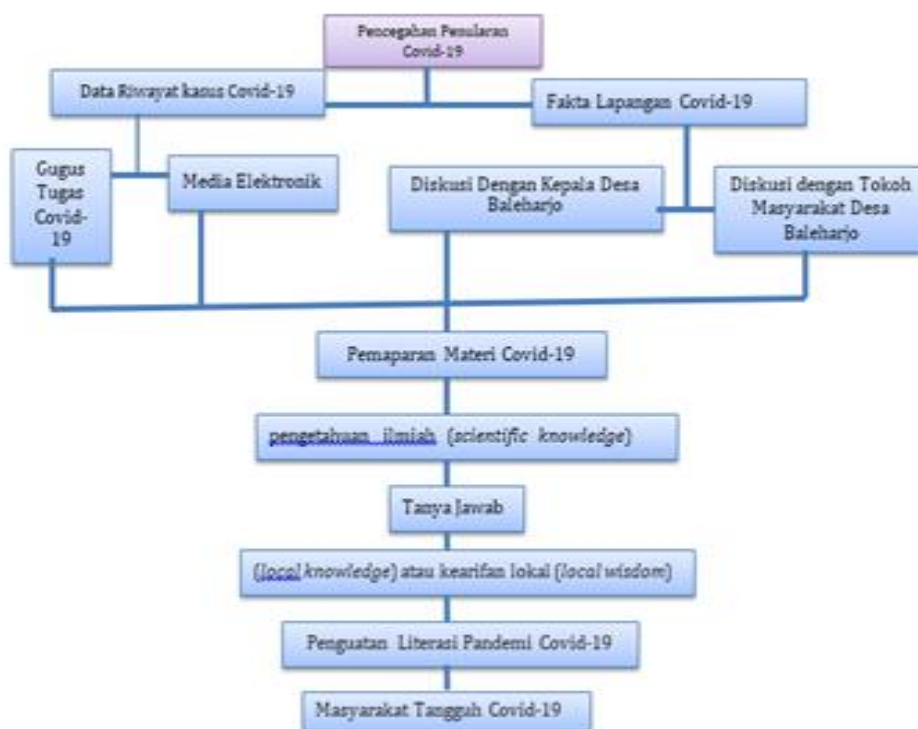 Pencegahan Penularan
Covid-19
Data Riwayat kasus Covid-19
Fakta Lapangan Covid-19
Gugus
Tugas
Covid-
19
Media Elektronik
Diskusi Dengan Kepala Desa
Baleharjo
Diskusi dengan Tokoh
Masyarakat Desa
Baleharjo
Pemaparan Materi Covid-19
pengetahuan ilmiah (scientific knowledge)
Tanya Jawab
(local knowledge) atau kearifan lokal (local wisdom)
Penguatan Literasi Pandemi Covid-19
Masyarakat Tangguh Covid-19